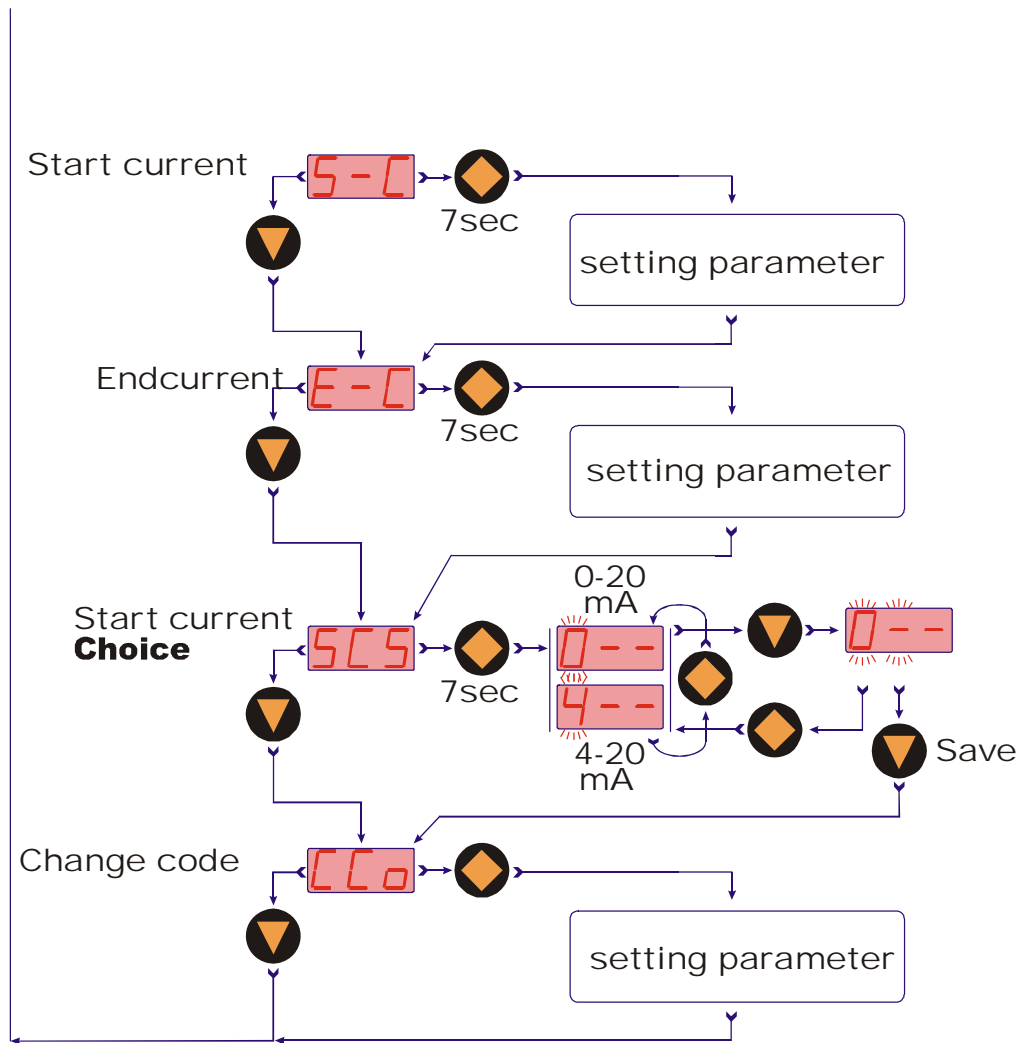 Start current
S-C
7sec
setting parameter
Endcurrent
E-C
7sec
setting parameter
0-20
mA
Start current
Choice
SCS
7sec
0--
4--
0--
4-20
mA
Save
Change code
CCo
setting parameter